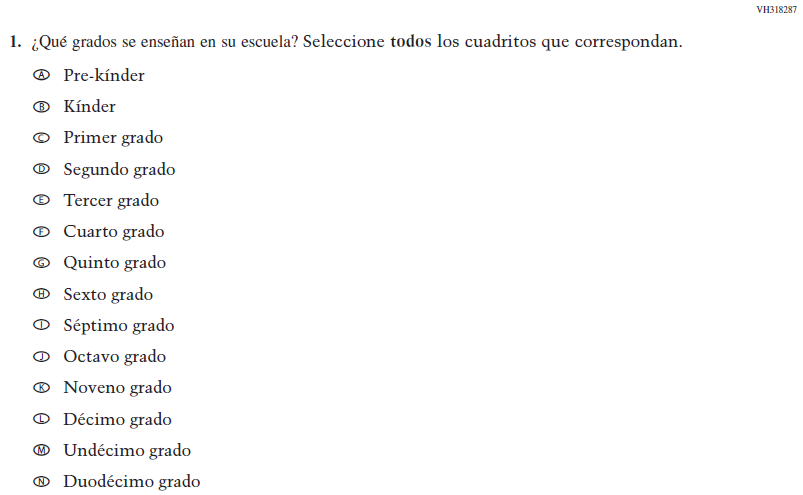 VH318287
1. ¿Qué grados se enseñan en su escuela? Seleccione todos los cuadritos que correspondan.
A Pre-kínder
B Kínder
C Primer grado
D Segundo grado
E Tercer grado
F Cuarto grado
G Quinto grado
H Sexto grado
I Séptimo grado
J Octavo grado
K Noveno grado
L Décimo grado
M Undécimo grado
N Duodécimo grado